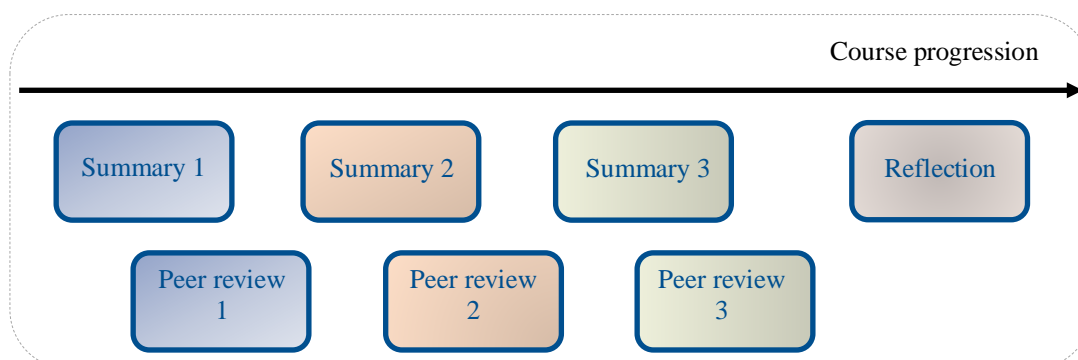 Course progression
Summary 1
Summary 2
Summary 3
Reflection
Peer review
1
Peer review
2
Peer review
3